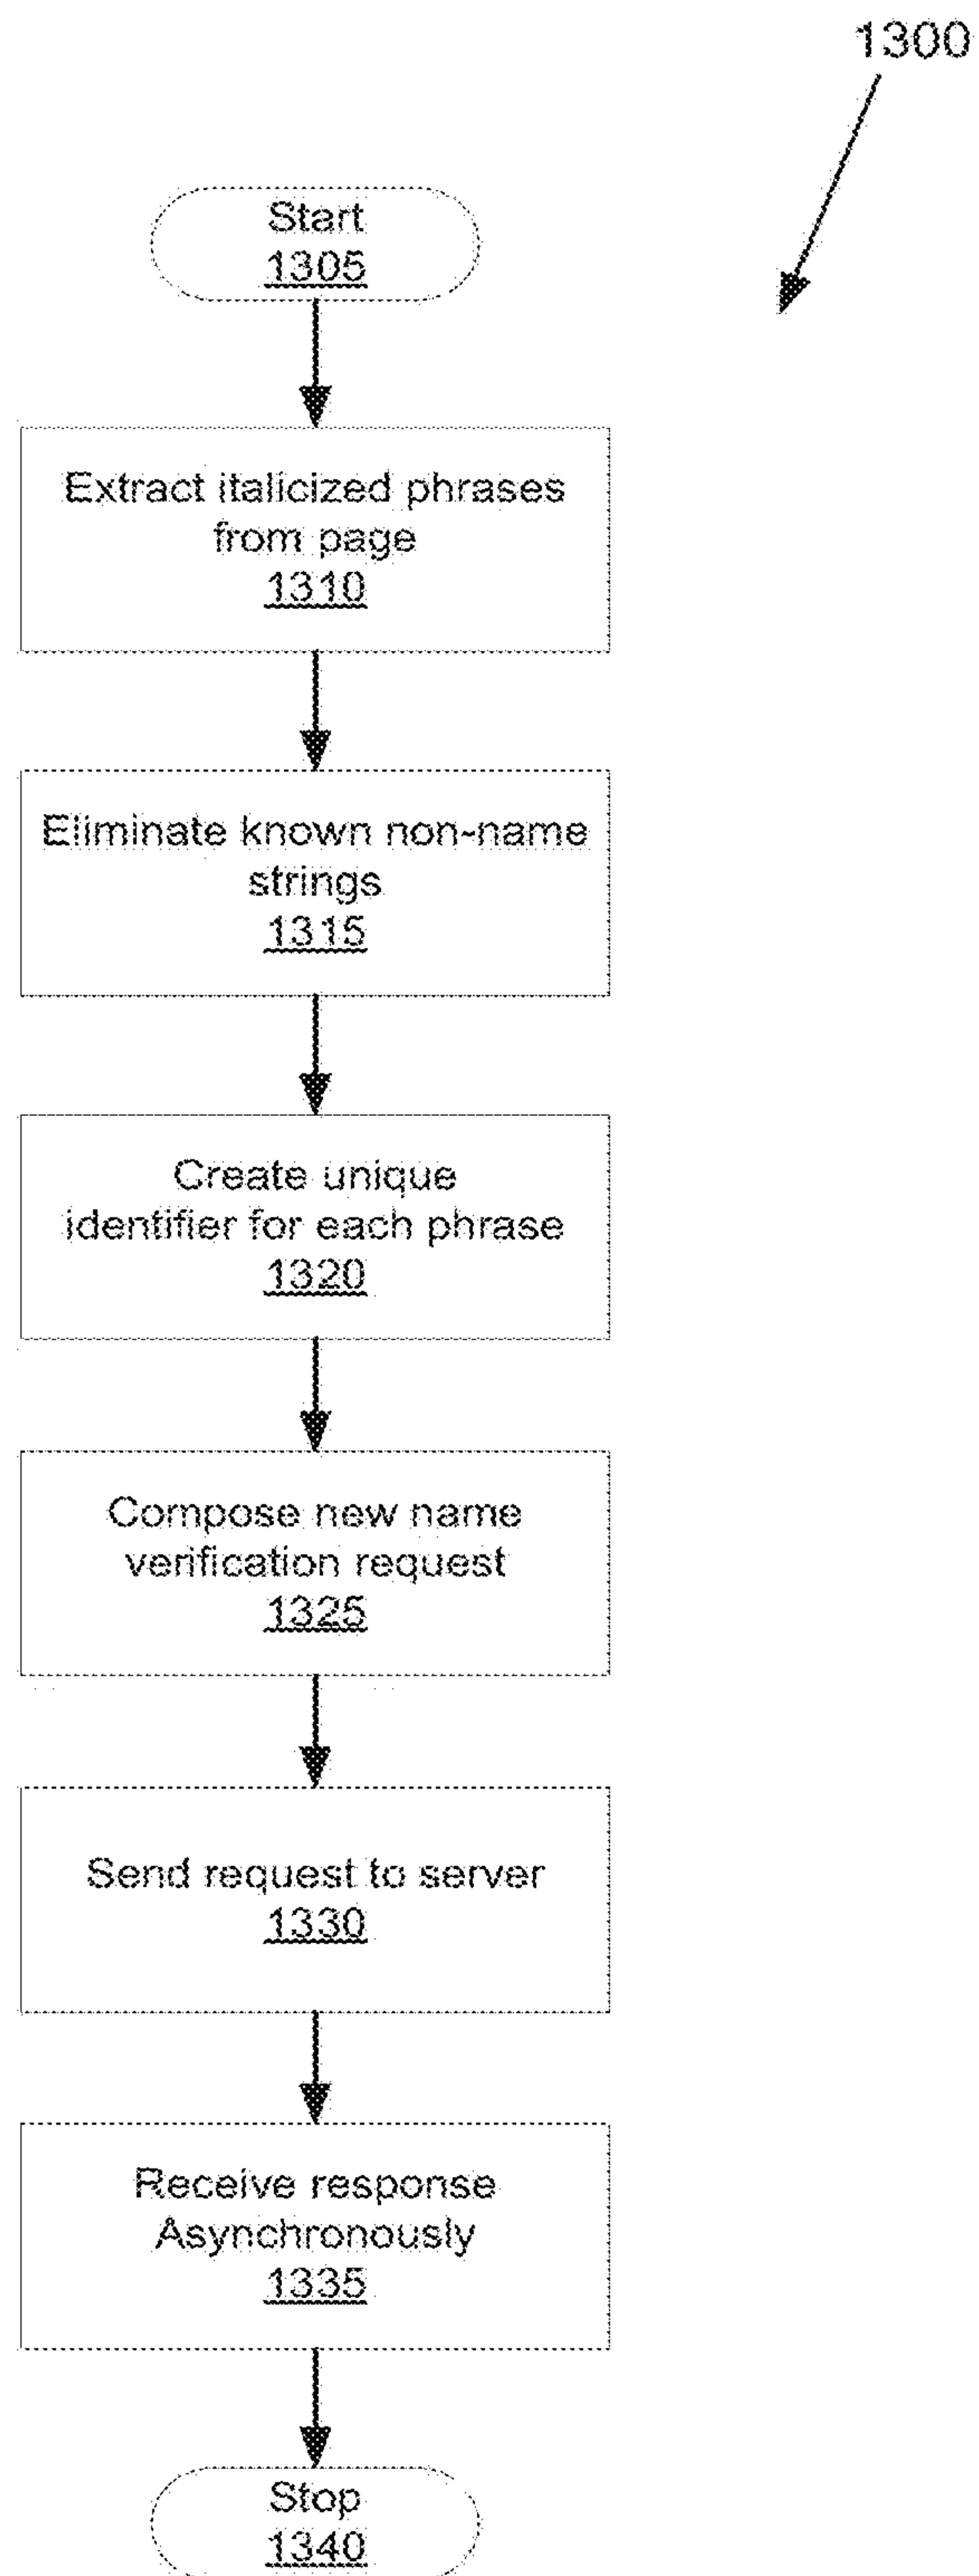 1300
Start
1305
Extract italicized phrases
from page
1310
Eliminate known non-name
strings
1315
Create unique
identifier for each phrase
1320
Compose new name
verification request
1325
Send request to server
1330
Receive response
Asynchronously
1335
Stop
1340